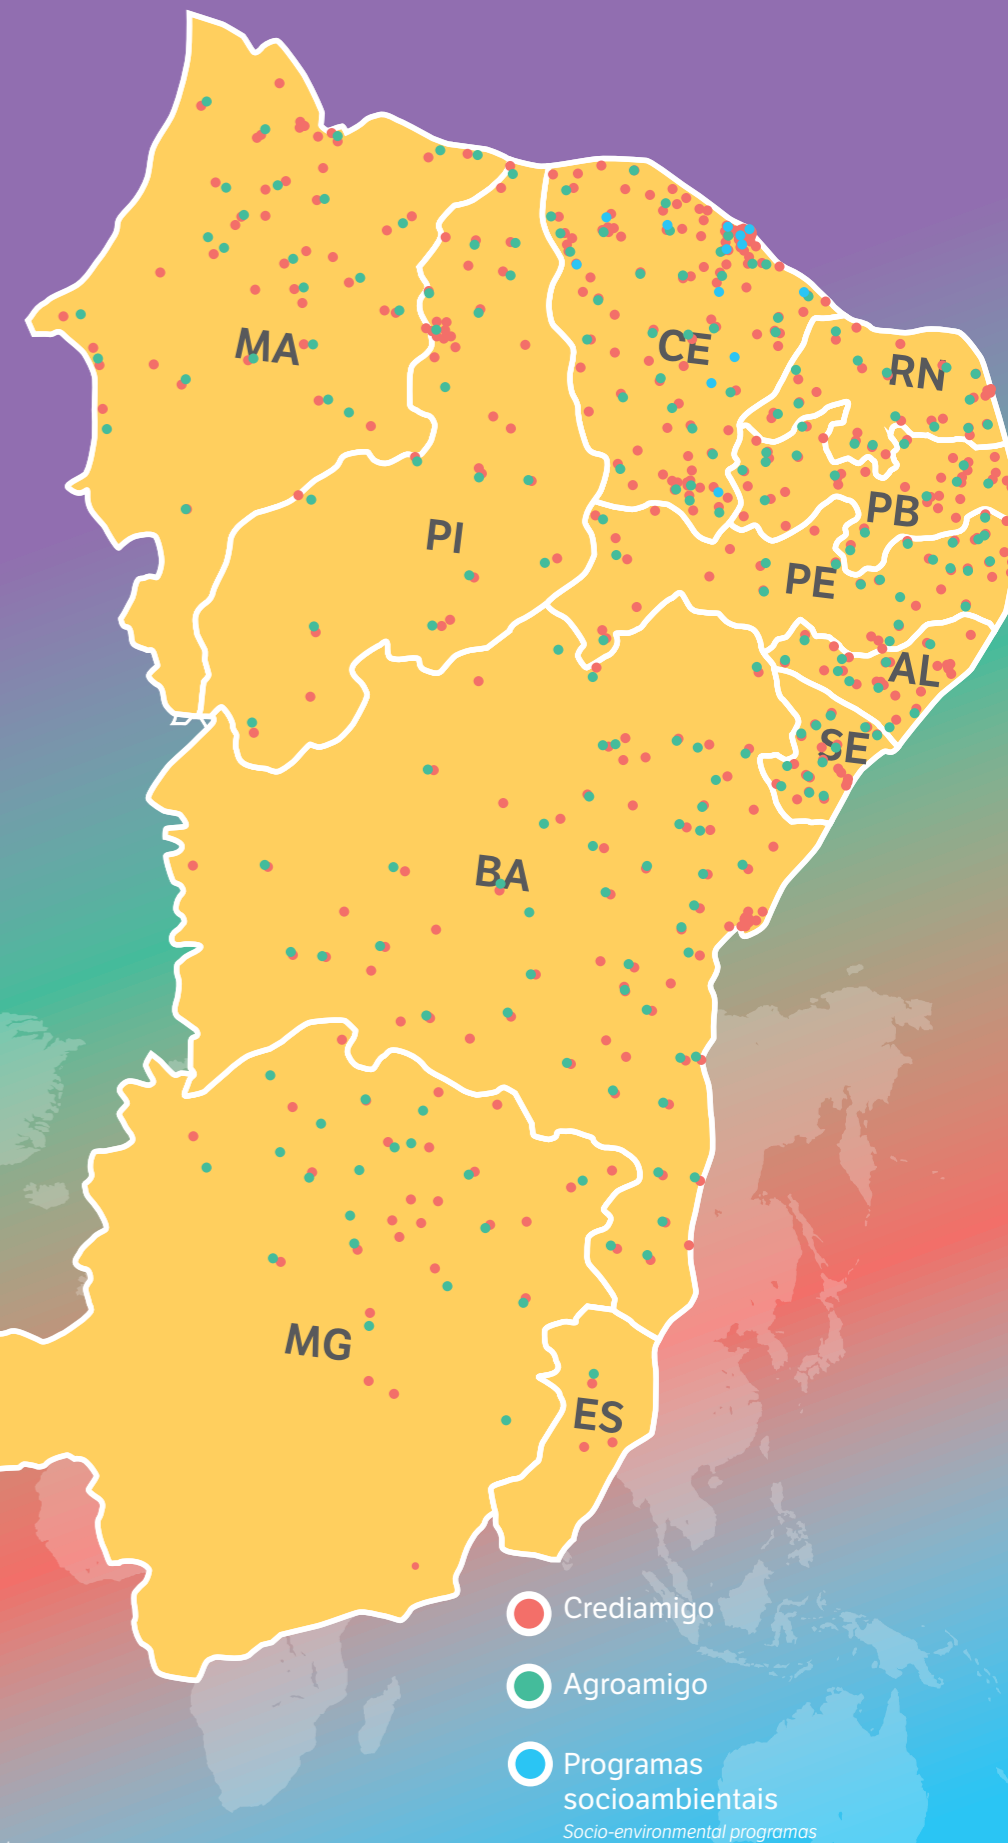 MA
CE
RN
PI
PB
PE
AL
SE
BA
MG
ES
Crediamigo
Agroamigo
Programas
socioambientais
Socio-environmental programas